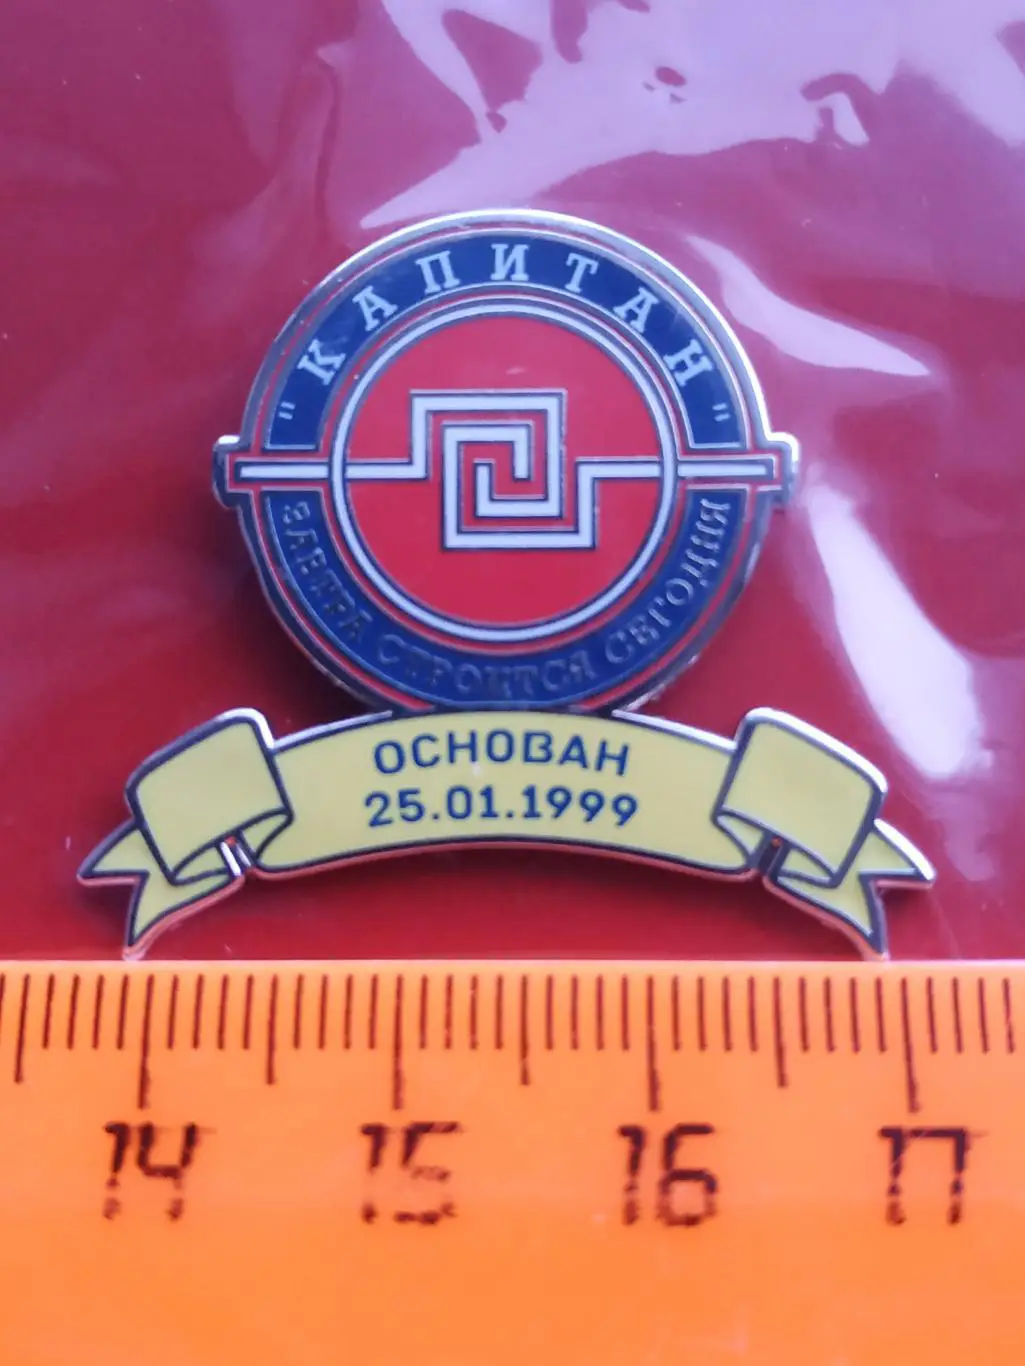 "КАПИТАН"
ЗАВТРА СТРОИТСЯ СЕГОДНЯ
ОСНОВАН
25.01.1999
14 15 16 17